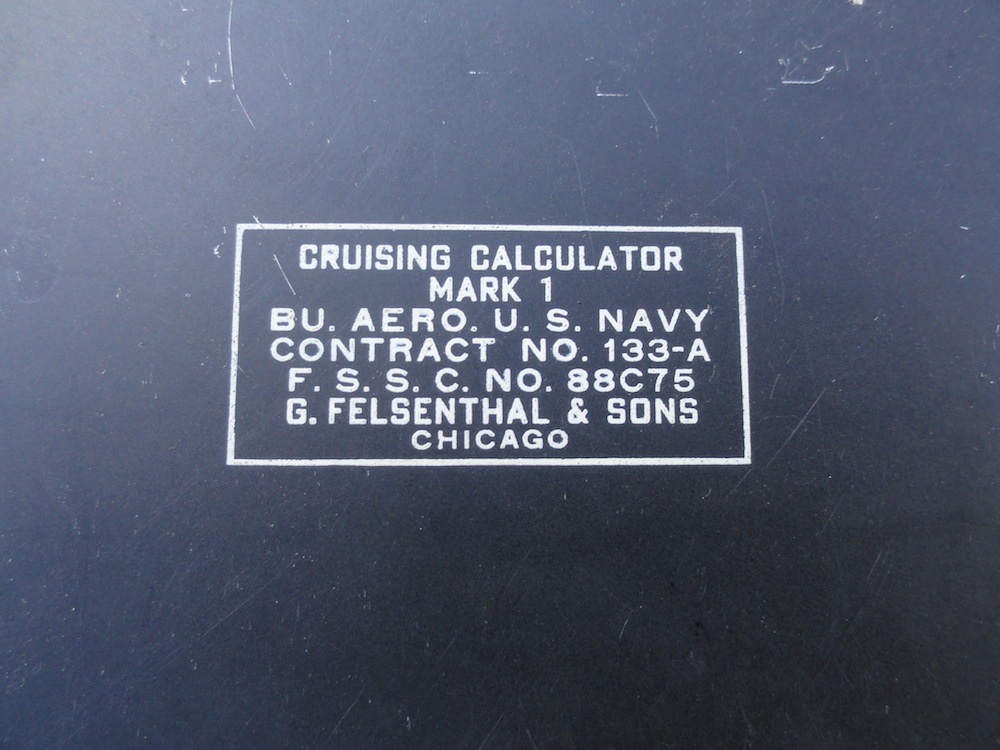 CRUISING CALCULATOR
MARK 1
BU. AERO. U. S. NAVY
CONTRACT NO. 133-A
F. S. S. C. NO. 88C75
G. FELSENTHAL & SONS
CHICAGO